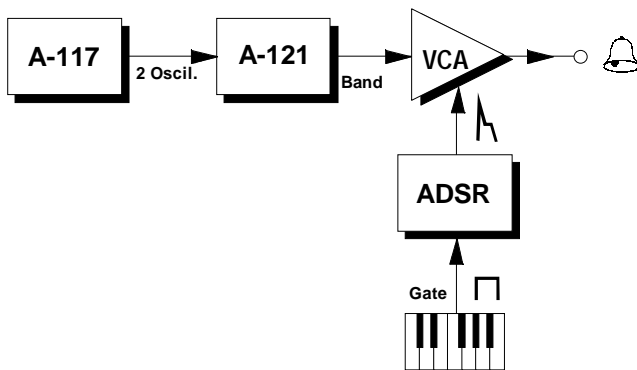 A-117
2 Oscil.
A-121
Band
VCA
ADSR
Gate